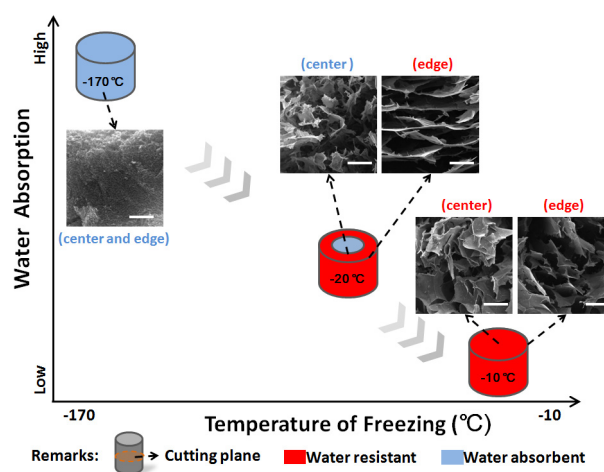 High
Water Absorption
Low
-170℃
(center and edge)
(center)
(edge)
-20℃
(center)
(edge)
-10℃
-170
Temperature of Freezing (℃)
-10
Remarks:
Cutting plane
Water resistant
Water absorbent